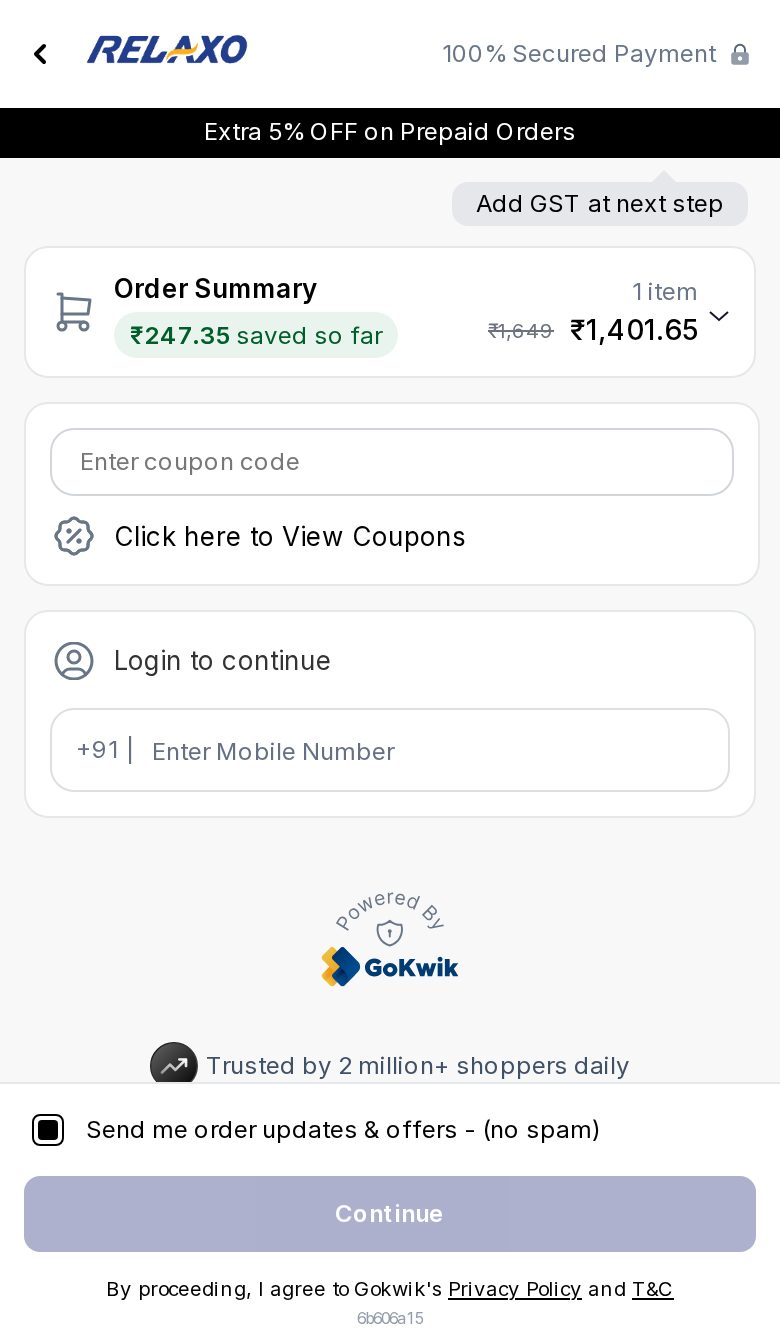 RELAXO
100% Secured Payment
Extra 5% OFF on Prepaid Orders
Add GST at next step
Order Summary
1 item
₹247.35 saved so far
₹1,649 ₹1,401.65
Enter coupon code
Click here to View Coupons
Login to continue
+91 | Enter Mobile Number
Powered By
GoKwik
Trusted by 2 million+ shoppers daily
Send me order updates & offers - (no spam)
Continue
By proceeding, I agree to Gokwik's Privacy Policy and T&C
6b606a15